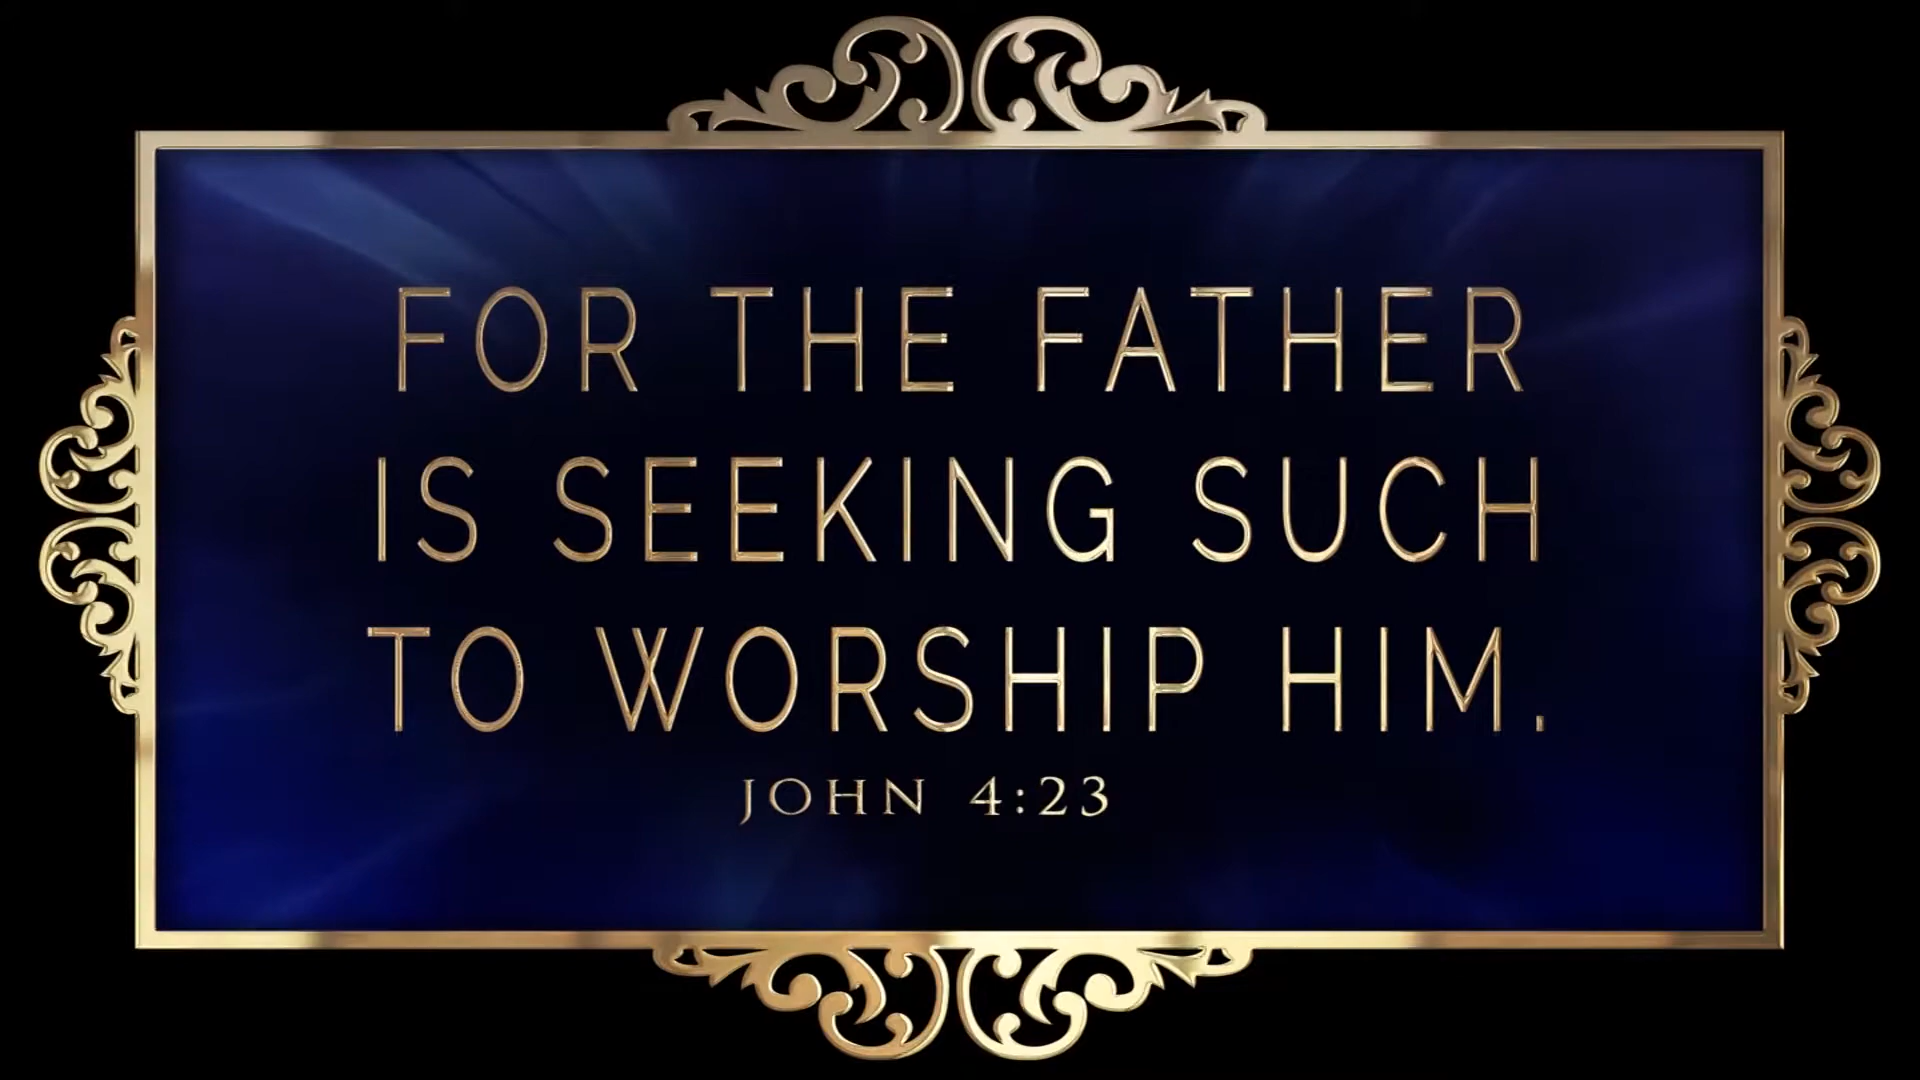 FOR THE FATHER
IS SEEKING SUCH
TO WORSHIP HIM.
JOHN 4:23